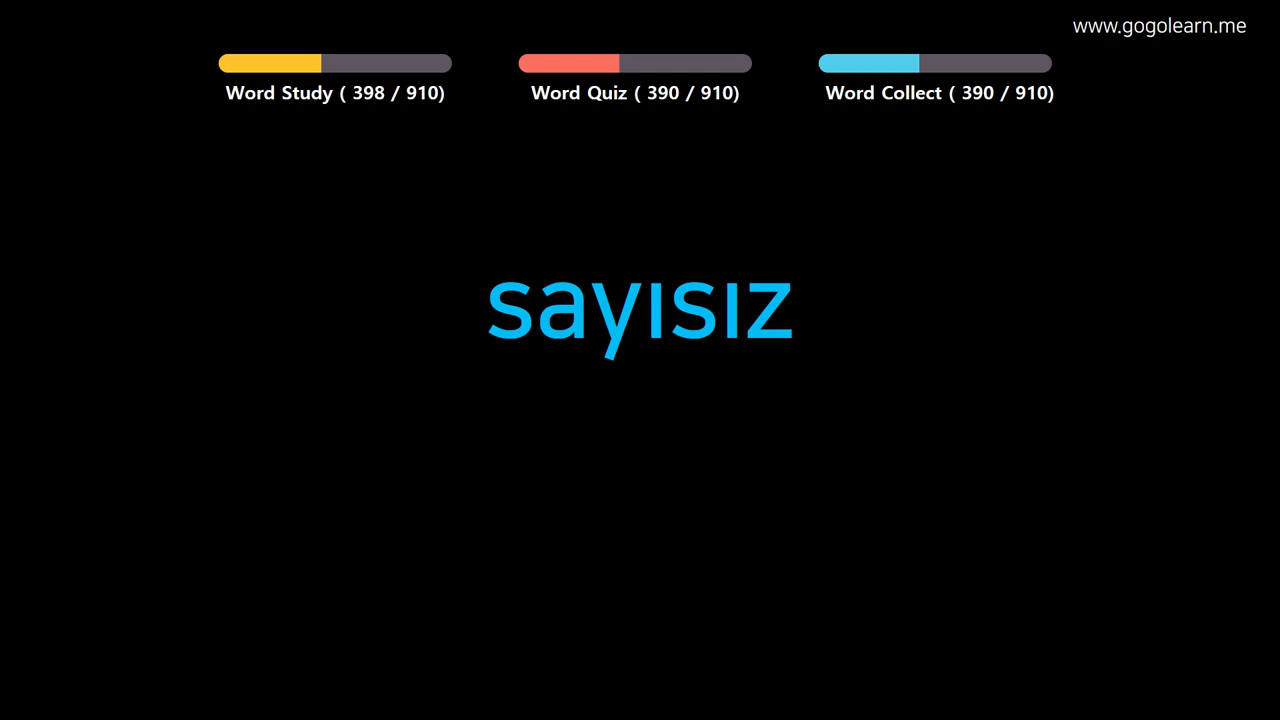 www.gogolearn.me
Word Study ( 398 / 910)
Word Quiz ( 390 / 910)
Word Collect ( 390 / 910)
sayısız